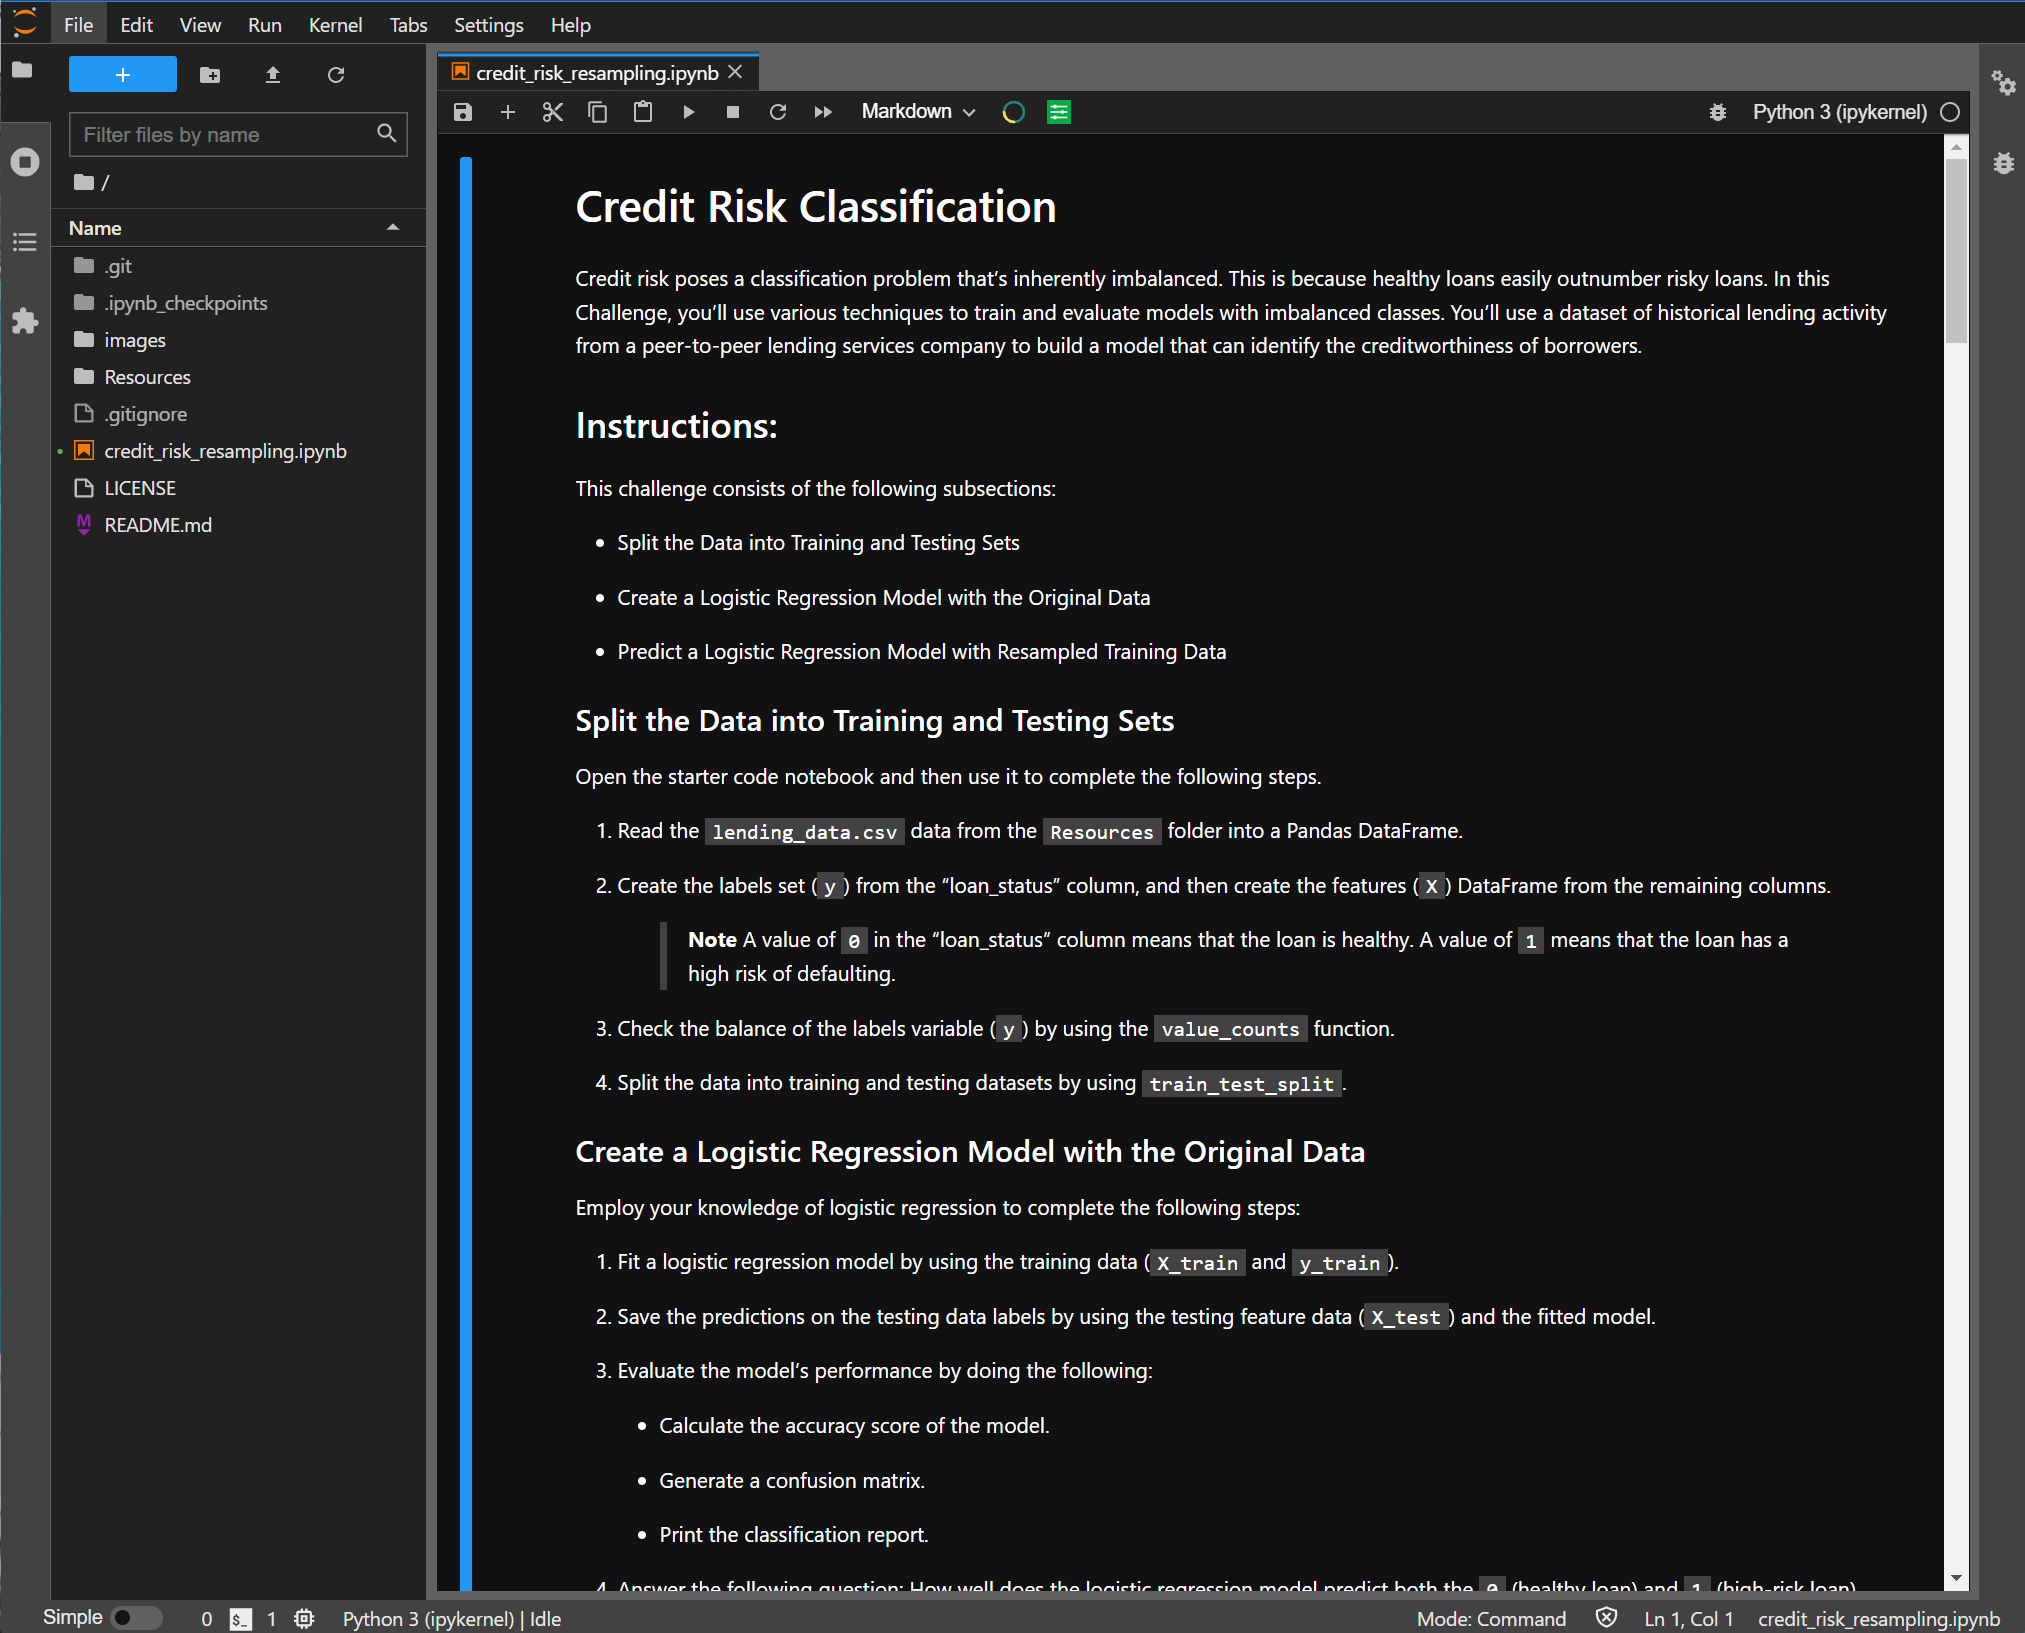 File Edit View Run Kernel Tabs Settings Help
credit_risk_resampling.ipynb
Markdown
Python 3 (ipykernel)
Filter files by name
/
Name
.git
.ipynb_checkpoints
images
Resources
.gitignore
credit_risk_resampling.ipynb
LICENSE
README.md
Credit Risk Classification
Credit risk poses a classification problem that’s inherently imbalanced. This is because healthy loans easily outnumber risky loans. In this
Challenge, you’ll use various techniques to train and evaluate models with imbalanced classes. You’ll use a dataset of historical lending activity
from a peer-to-peer lending services company to build a model that can identify the creditworthiness of borrowers.
Instructions:
This challenge consists of the following subsections:
• Split the Data into Training and Testing Sets
• Create a Logistic Regression Model with the Original Data
• Predict a Logistic Regression Model with Resampled Training Data
Split the Data into Training and Testing Sets
Open the starter code notebook and then use it to complete the following steps.
1. Read the lending_data.csv data from the Resources folder into a Pandas DataFrame.
2. Create the labels set (y) from the “loan_status” column, and then create the features (X) DataFrame from the remaining columns.
Note A value of 0 in the “loan_status” column means that the loan is healthy. A value of 1 means that the loan has a
high risk of defaulting.
3. Check the balance of the labels variable (y) by using the value_counts function.
4. Split the data into training and testing datasets by using train_test_split.
Create a Logistic Regression Model with the Original Data
Employ your knowledge of logistic regression to complete the following steps:
1. Fit a logistic regression model by using the training data (X_train and y_train).
2. Save the predictions on the testing data labels by using the testing feature data (X_test) and the fitted model.
3. Evaluate the model’s performance by doing the following:
• Calculate the accuracy score of the model.
• Generate a confusion matrix.
• Print the classification report.
4. Answer the following question: How well does the logistic regression model predict both the 0 (healthy loan) and 1 (high-risk loan)
Simple 0 $_ 1 Python 3 (ipykernel) | Idle Mode: Command Ln 1, Col 1 credit_risk_resampling.ipynb